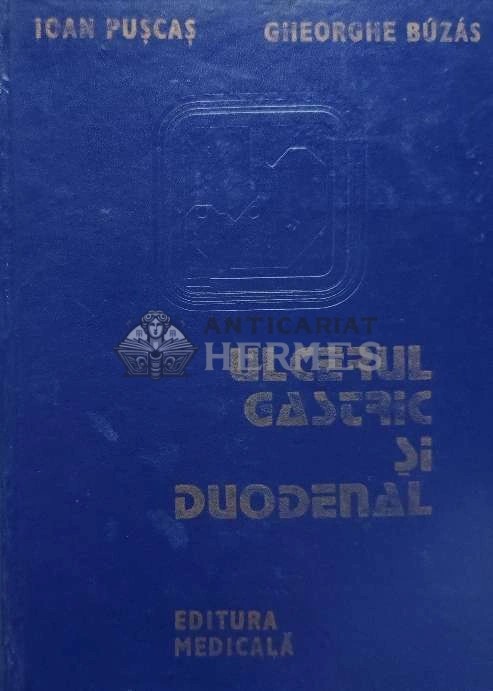 IOAN PUŞCAŞ GHEORGHE BÚZÁS
ANTICARIAT
HERMES
ULCERUL
GASTRIC
ŞI
DUODENAL
EDITURA
MEDICALĂ